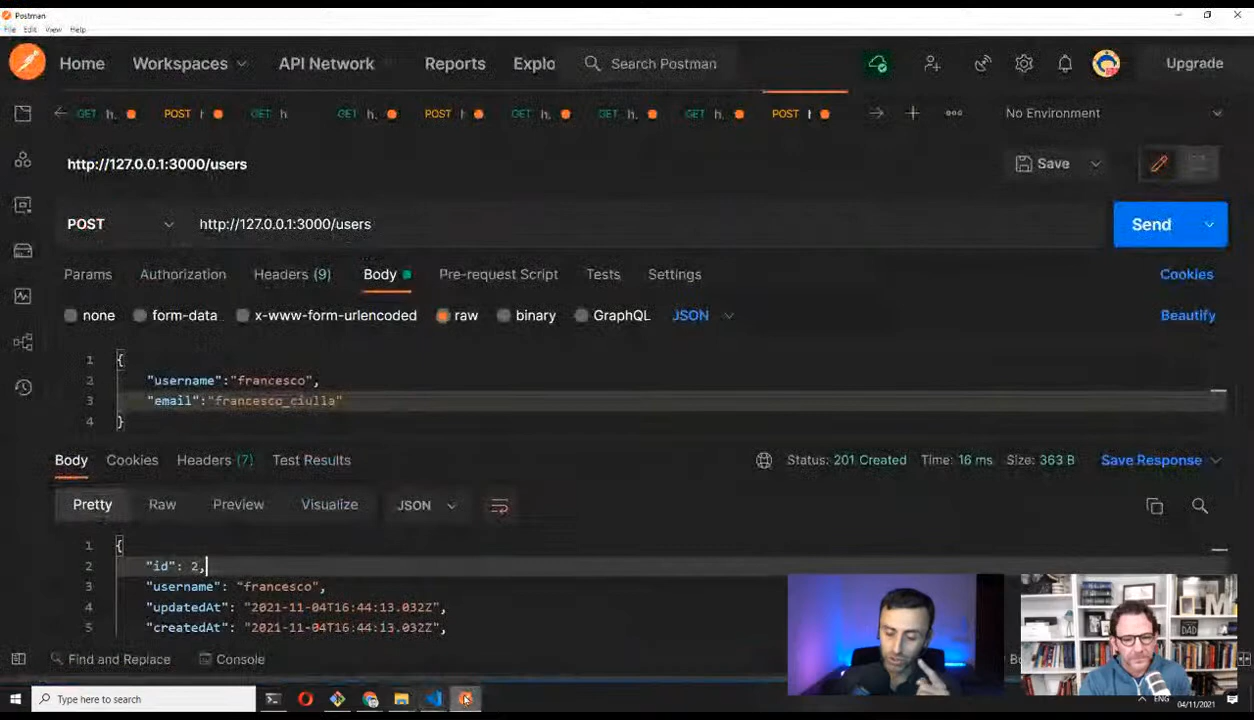 Postman
File Edit View Help
Home Workspaces API Network Reports Explo Search Postman Upgrade
GET h. POST GET h GET h. POST GET h. GET h. GET h. POST No Environment
http://127.0.0.1:3000/users Save
POST http://127.0.0.1:3000/users Send
Params Authorization Headers (9) Body Pre-request Script Tests Settings Cookies
none form-data x-www-form-urlencoded raw binary GraphQL JSON Beautify
1 {
2 "username":"francesco",
3 "email":"francesco_ciulla"
4 }
Body Cookies Headers (7) Test Results Status: 201 Created Time: 16 ms Size: 363 B Save Response
Pretty Raw Preview Visualize JSON
1 {
2 "id": 2,
3 "username": "francesco",
4 "updatedAt": "2021-11-04T16:44:13.032Z",
5 "createdAt": "2021-11-04T16:44:13.032Z",
DAD
Find and Replace Console
Type here to search ENG
04/11/2021